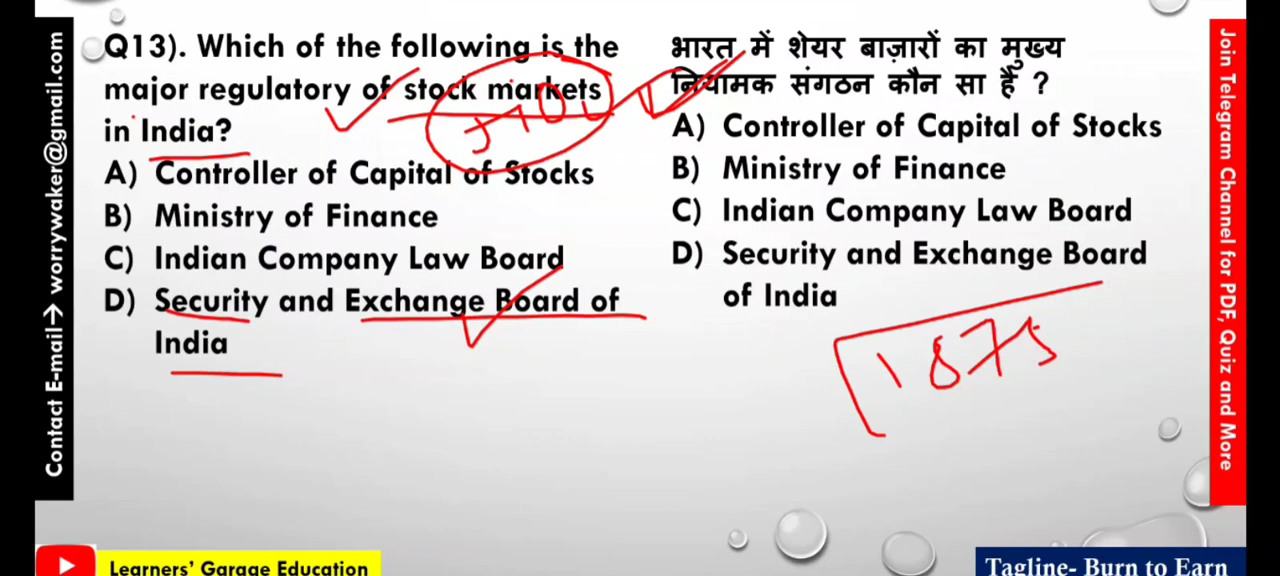 Q13). Which of the following is the
major regulatory of stock markets
in India?
A) Controller of Capital of Stocks
B) Ministry of Finance
C) Indian Company Law Board
D) Security and Exchange Board of
India
भारत में शेयर बाज़ारों का मुख्य
नियामक संगठन कौन सा है ?
A) Controller of Capital of Stocks
B) Ministry of Finance
C) Indian Company Law Board
D) Security and Exchange Board
of India
1875
Contact E-mail→ worrywaker@gmail.com
Join Telegram Channel for PDF, Quiz and More
Learners' Garage Education
Tagline- Burn to Earn